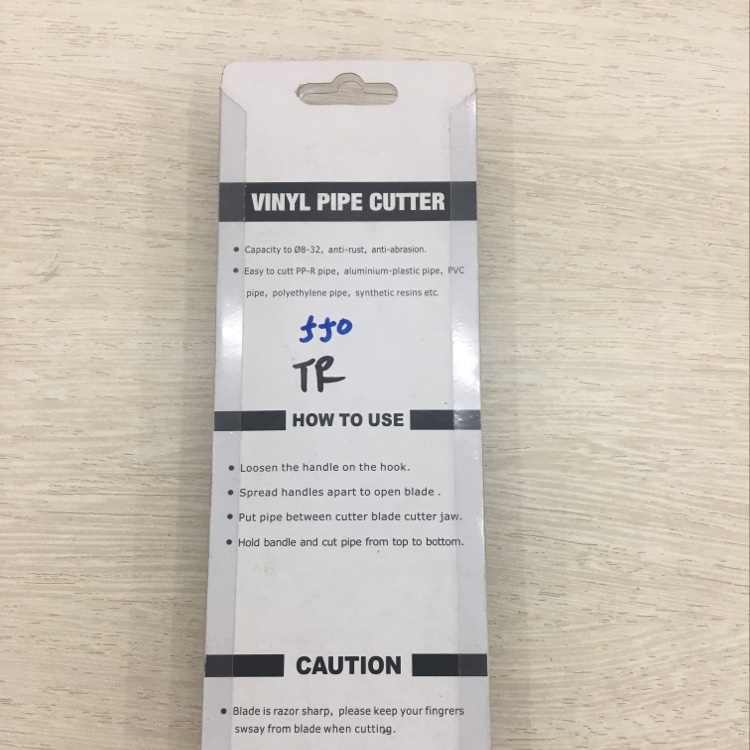 VINYL PIPE CUTTER
• Capacity to Ø8-32, anti-rust, anti-abrasion.
• Easy to cutt PP-R pipe, aluminium-plastic pipe, PVC
pipe, polyethylene pipe, synthetic resins etc.
550
TR
HOW TO USE
• Loosen the handle on the hook.
• Spread handles apart to open blade .
• Put pipe between cutter blade cutter jaw.
• Hold bandle and cut pipe from top to bottom.
CAUTION
• Blade is razor sharp, please keep your fingrers
swsay from blade when cutting.